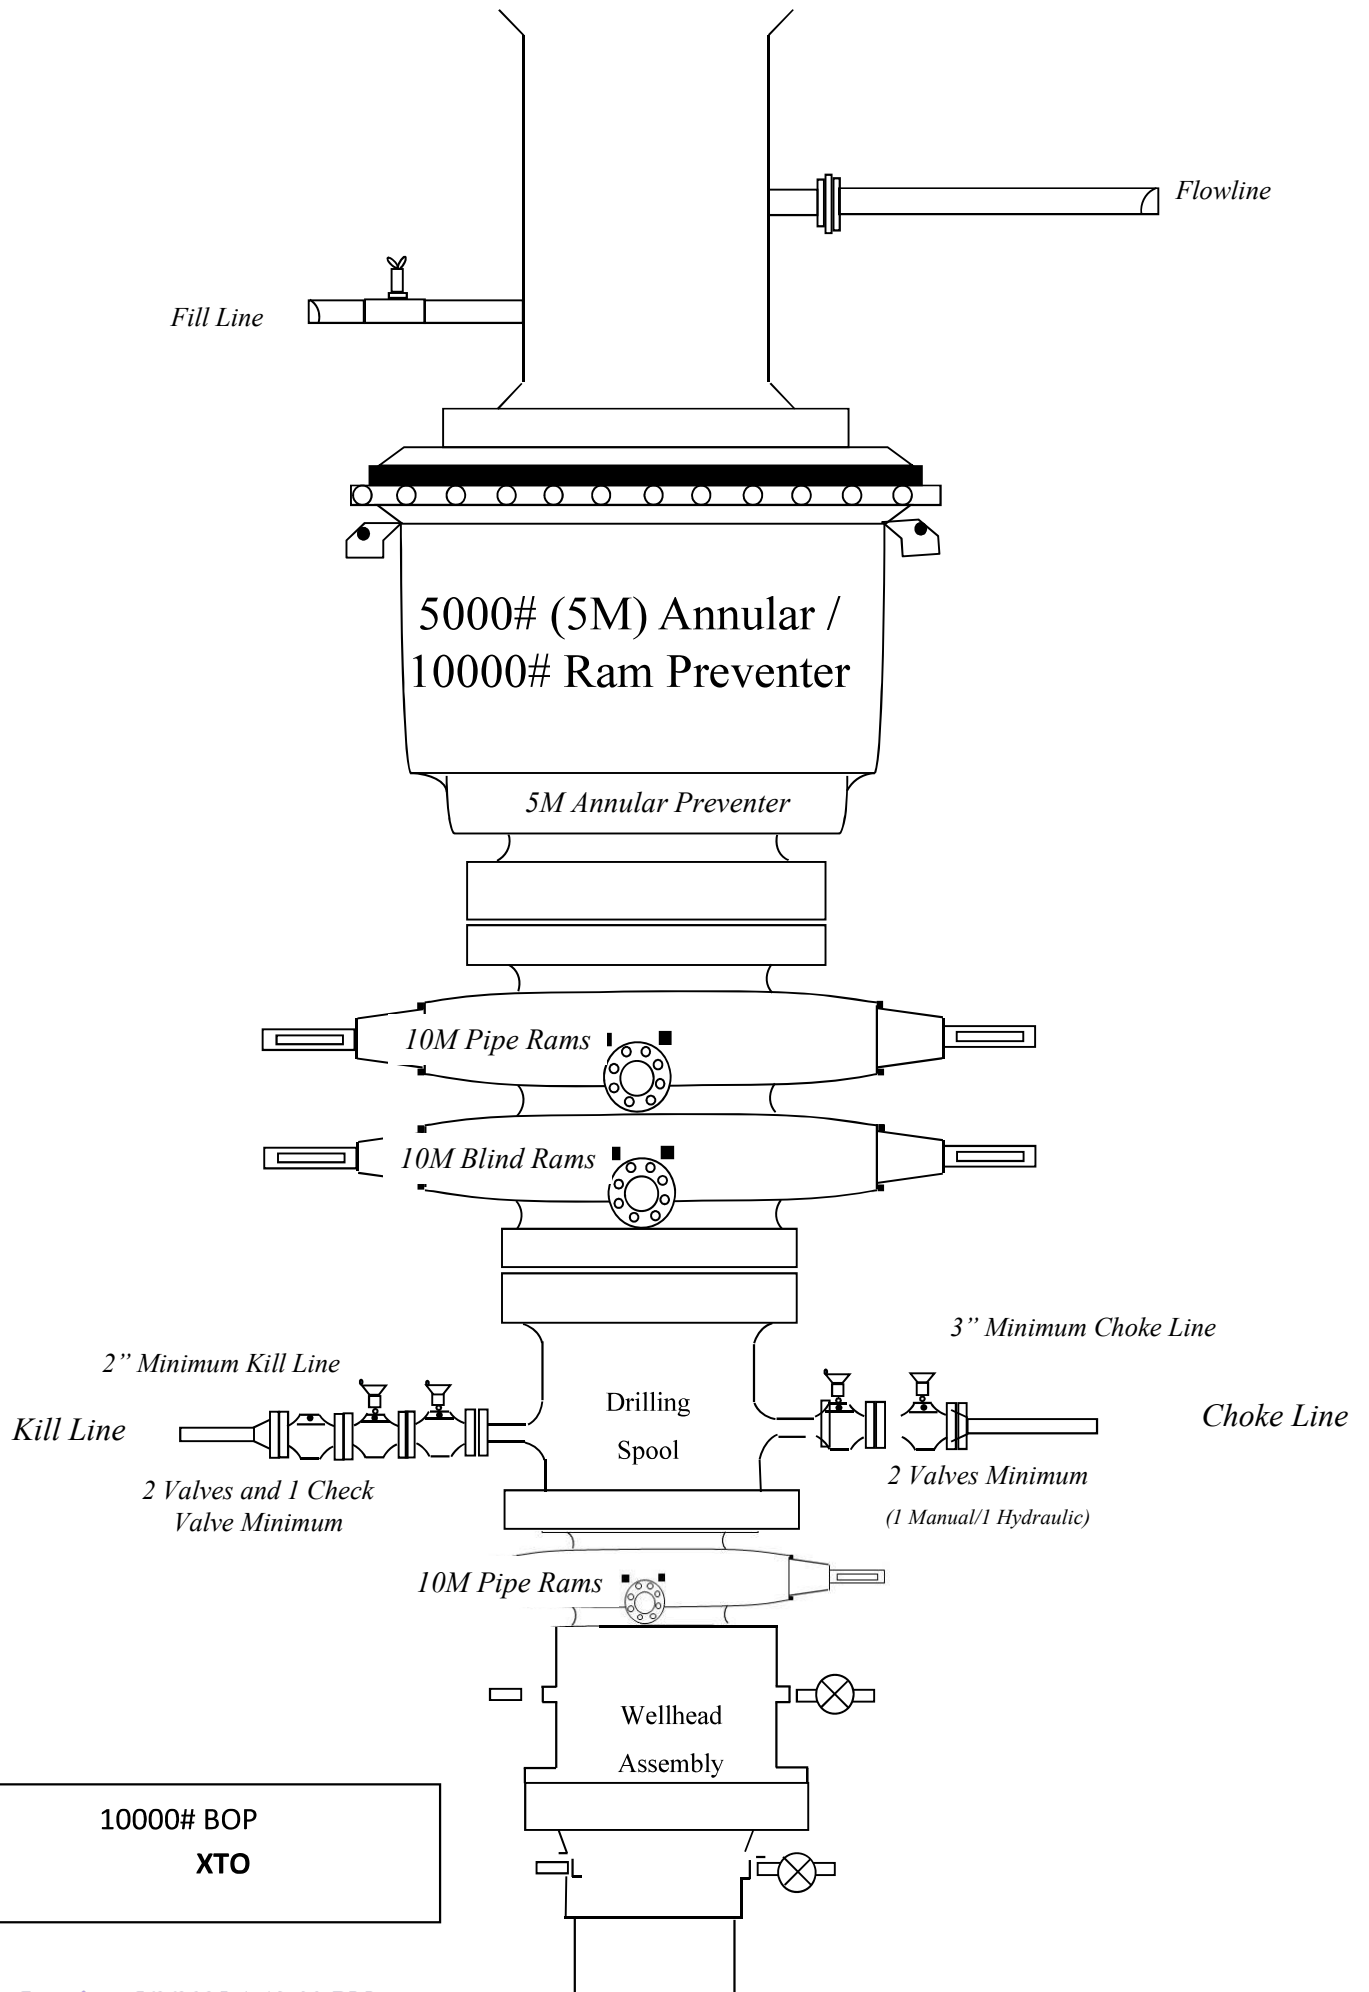 Flowline
Fill Line
5000# (5M) Annular /
10000# Ram Preventer
5M Annular Preventer
10M Pipe Rams
10M Blind Rams
3” Minimum Choke Line
2” Minimum Kill Line
Drilling
Spool
Kill Line
Choke Line
2 Valves and 1 Check
Valve Minimum
2 Valves Minimum
(1 Manual/1 Hydraulic)
10M Pipe Rams
Wellhead
Assembly
10000# BOP
XTO